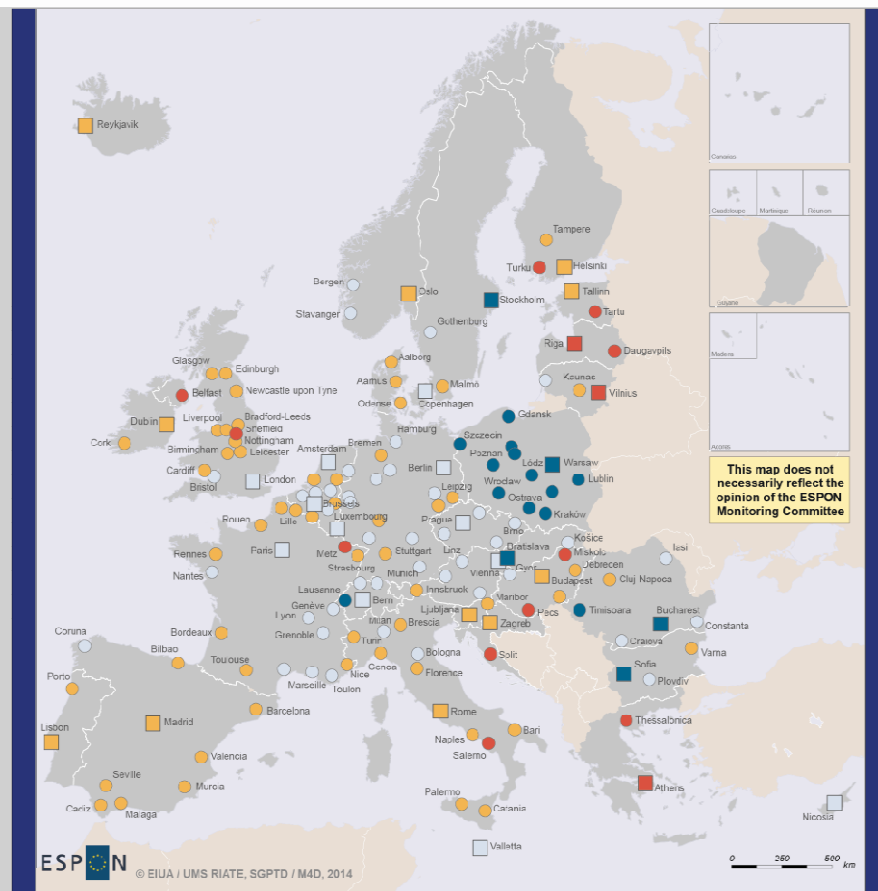 Canarias
Reykjavik
Guadeloupe
Martinique
Réunion
Tampere
Turku
Helsinki
Bergen
Oslo
Stockholm
Tallinn
Guyane
Stavanger
Tartu
Gothenburg
Riga
Daugavpils
Madeira
Glasgow
Edinburgh
Aalborg
Kaunas
Belfast
Newcastle upon Tyne
Aarhus
Malmö
Vilnius
Odense
Copenhagen
Dublin
Liverpool
Bradford-Leeds
Sheffield
Gdansk
Cork
Nottingham
Hamburg
Szczecin
Birmingham
Leicester
Amsterdam
Bremen
Poznan
Lódz
Warsaw
Cardiff
London
Berlin
Lublin
Bristol
Leipzig
Wroclaw
Brussels
Ostrava
Kraków
Rouen
Lille
Luxembourg
Prague
Brno
Košice
Iasi
Rennes
Paris
Metz
Stuttgart
Linz
Bratislava
Miskolc
Strasbourg
Munich
Vienna
Debrecen
Nantes
Budapest
Cluj Napoca
Lausanne
Bern
Innsbruck
Genève
Ljubljana
Maribor
Pecs
Timisoara
Bucharest
Lyon
Milan
Brescia
Zagreb
Constanta
Coruna
Bordeaux
Grenoble
Turin
Craiova
Bilbao
Toulouse
Genoa
Bologna
Split
Sofia
Varna
Porto
Nice
Florence
Plovdiv
Marseille
Toulon
Barcelona
Rome
Thessalonica
Lisbon
Madrid
Naples
Bari
Valencia
Salerno
Seville
Murcia
Athens
Cadiz
Malaga
Palermo
Catania
Nicosia
Valletta
This map does not
necessarily reflect the
opinion of the ESPON
Monitoring Committee
0 250 500 km
ESPON © EIUA / UMS RIATE, SGPTD / M4D, 2014